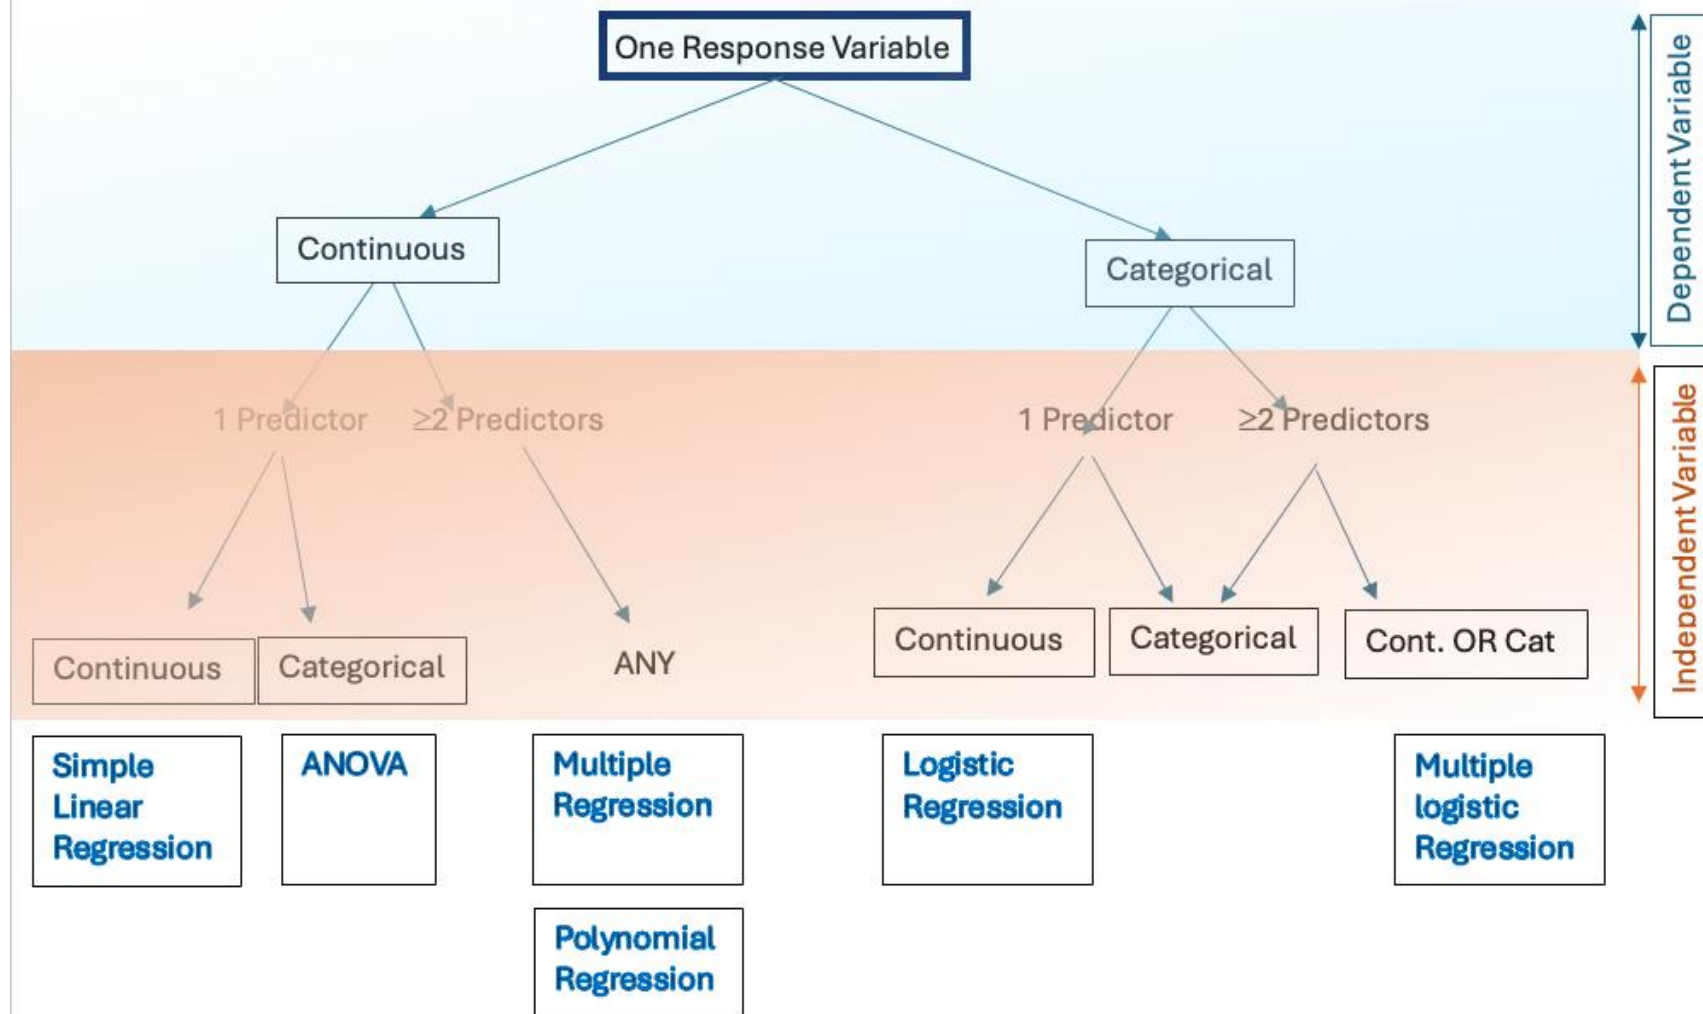 One Response Variable
Dependent Variable
Continuous
Categorical
Independent Variable
1 Predictor
≥2 Predictors
1 Predictor
≥2 Predictors
Continuous
Categorical
ANY
Continuous
Categorical
Cont. OR Cat
Simple
Linear
Regression
ANOVA
Multiple
Regression
Logistic
Regression
Multiple
logistic
Regression
Polynomial
Regression